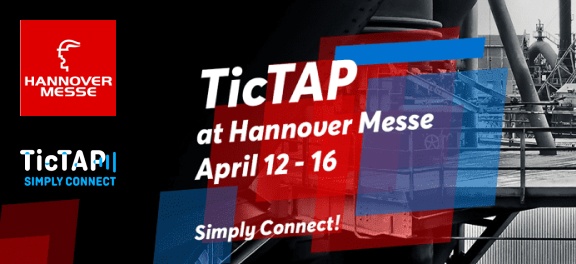 HANNOVER
MESSE
TicTAP
SIMPLY CONNECT
TicTAP
at Hannover Messe
April 12 - 16
Simply Connect!